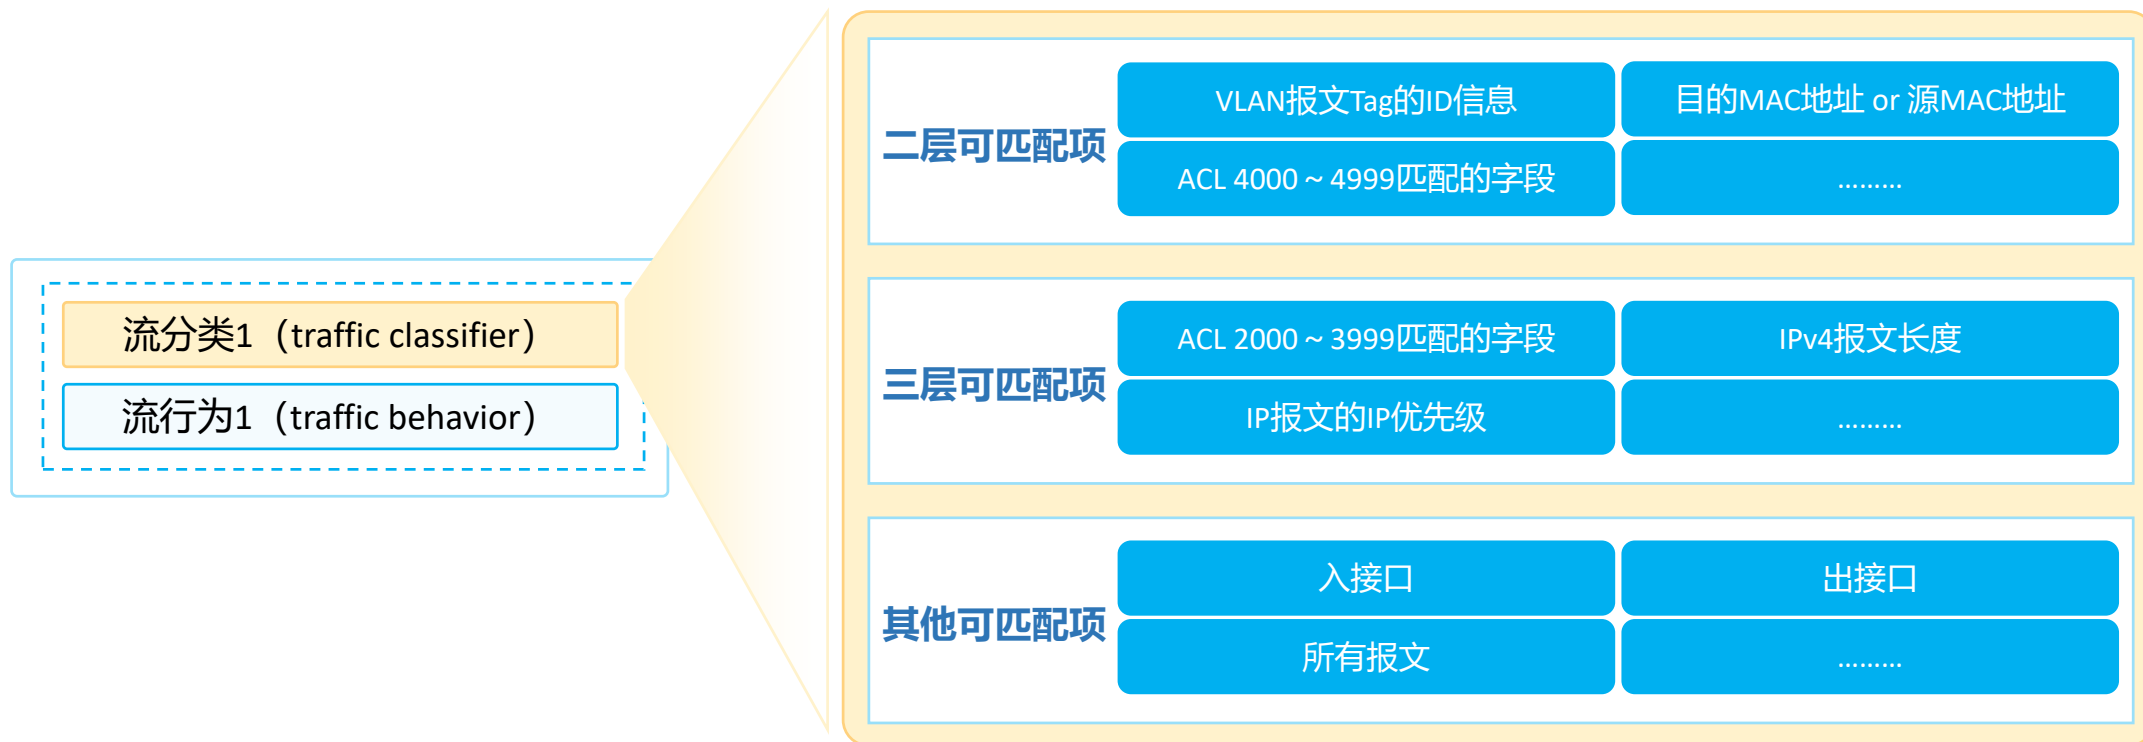 流分类1（traffic classifier）
流行为1（traffic behavior）
二层可匹配项
VLAN报文Tag的ID信息
目的MAC地址 or 源MAC地址
ACL 4000～4999匹配的字段
………
三层可匹配项
ACL 2000～3999匹配的字段
IPv4报文长度
IP报文的IP优先级
………
其他可匹配项
入接口
出接口
所有报文
………